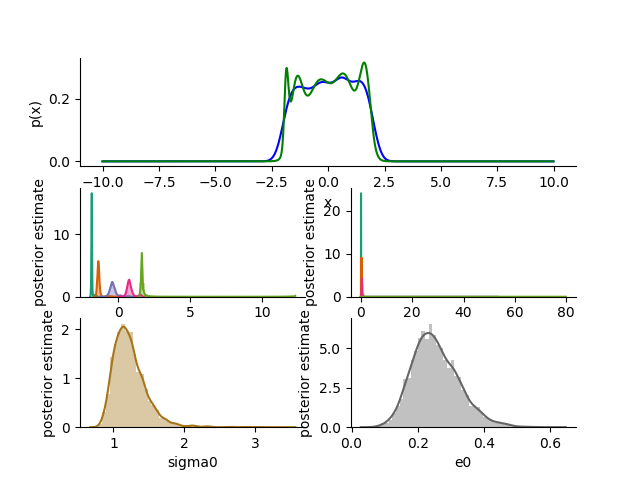 p(x)
0.2
0.0
−10.0 −7.5 −5.0 −2.5 0.0 2.5 5.0 7.5 10.0
x
posterior estimate
10
0
0 5 10
posterior estimate
20
10
0
0 20 40 60 80
posterior estimate
2
1
0
1 2 3
sigma0
posterior estimate
5.0
2.5
0.0
0.0 0.2 0.4 0.6
e0